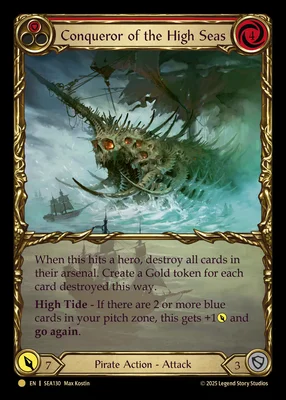 Conqueror of the High Seas
4
When this hits a hero, destroy all cards in
their arsenal. Create a Gold token for each
card destroyed this way.
High Tide - If there are 2 or more blue
cards in your pitch zone, this gets +1 and
go again.
7
Pirate Action - Attack
3
EN | SEA130 Max Kostin
© 2025 Legend Story Studios